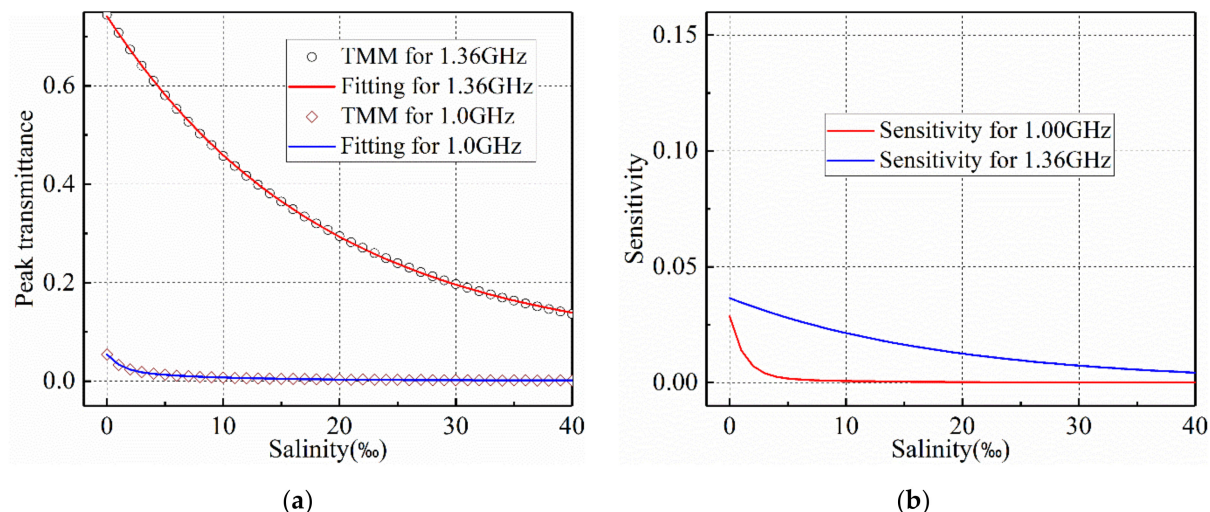 Peak transmittance
0.6
0.4
0.2
0.0
TMM for 1.36GHz
Fitting for 1.36GHz
TMM for 1.0GHz
Fitting for 1.0GHz
0 10 20 30 40
Salinity(‰)
(a)
Sensitivity
0.15
0.10
0.05
0.00
Sensitivity for 1.00GHz
Sensitivity for 1.36GHz
0 10 20 30 40
Salinity(‰)
(b)